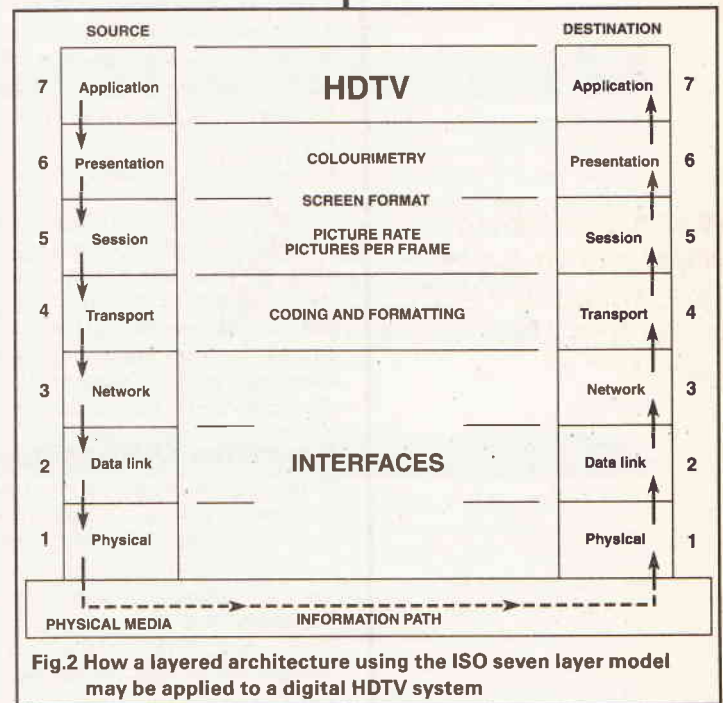 SOURCE
DESTINATION
7 Application HDTV Application 7
6 Presentation COLOURIMETRY Presentation 6
SCREEN FORMAT
5 Session PICTURE RATE Session 5
PICTURES PER FRAME
4 Transport CODING AND FORMATTING Transport 4
3 Network Network 3
2 Data link INTERFACES Data link 2
1 Physical Physical 1
PHYSICAL MEDIA INFORMATION PATH
Fig.2 How a layered architecture using the ISO seven layer model
may be applied to a digital HDTV system